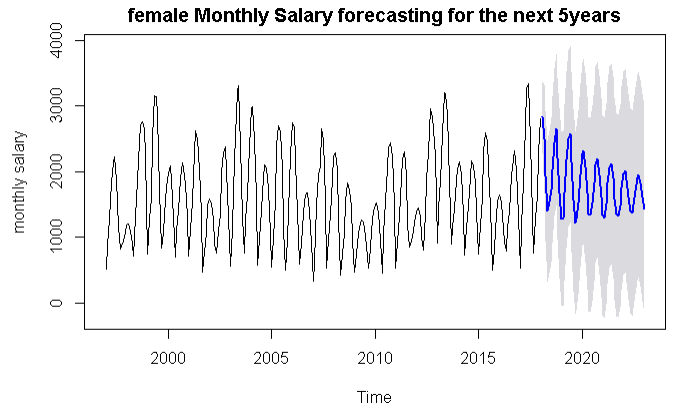 female Monthly Salary forecasting for the next 5years
monthly salary
4000
3000
2000
1000
0
2000 2005 2010 2015 2020
Time